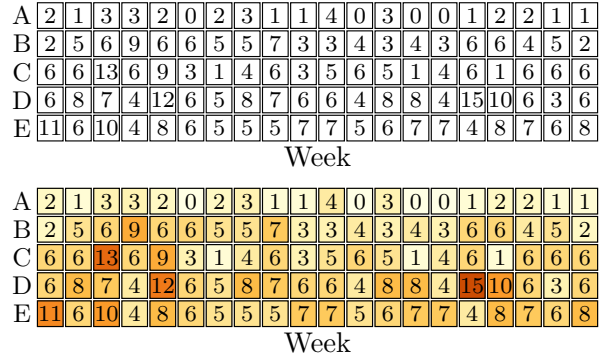 A 2 1 3 3 2 0 2 3 1 1 4 0 3 0 0 1 2 2 1 1
B 2 5 6 9 6 6 5 5 7 3 3 4 3 4 3 6 6 4 5 2
C 6 6 13 6 9 3 1 4 6 3 5 6 5 1 4 6 1 6 6 6
D 6 8 7 4 12 6 5 8 7 6 6 4 8 8 4 15 10 6 3 6
E 11 6 10 4 8 6 5 5 5 7 7 5 6 7 7 4 8 7 6 8
Week
A 2 1 3 3 2 0 2 3 1 1 4 0 3 0 0 1 2 2 1 1
B 2 5 6 9 6 6 5 5 7 3 3 4 3 4 3 6 6 4 5 2
C 6 6 13 6 9 3 1 4 6 3 5 6 5 1 4 6 1 6 6 6
D 6 8 7 4 12 6 5 8 7 6 6 4 8 8 4 15 10 6 3 6
E 11 6 10 4 8 6 5 5 5 7 7 5 6 7 7 4 8 7 6 8
Week